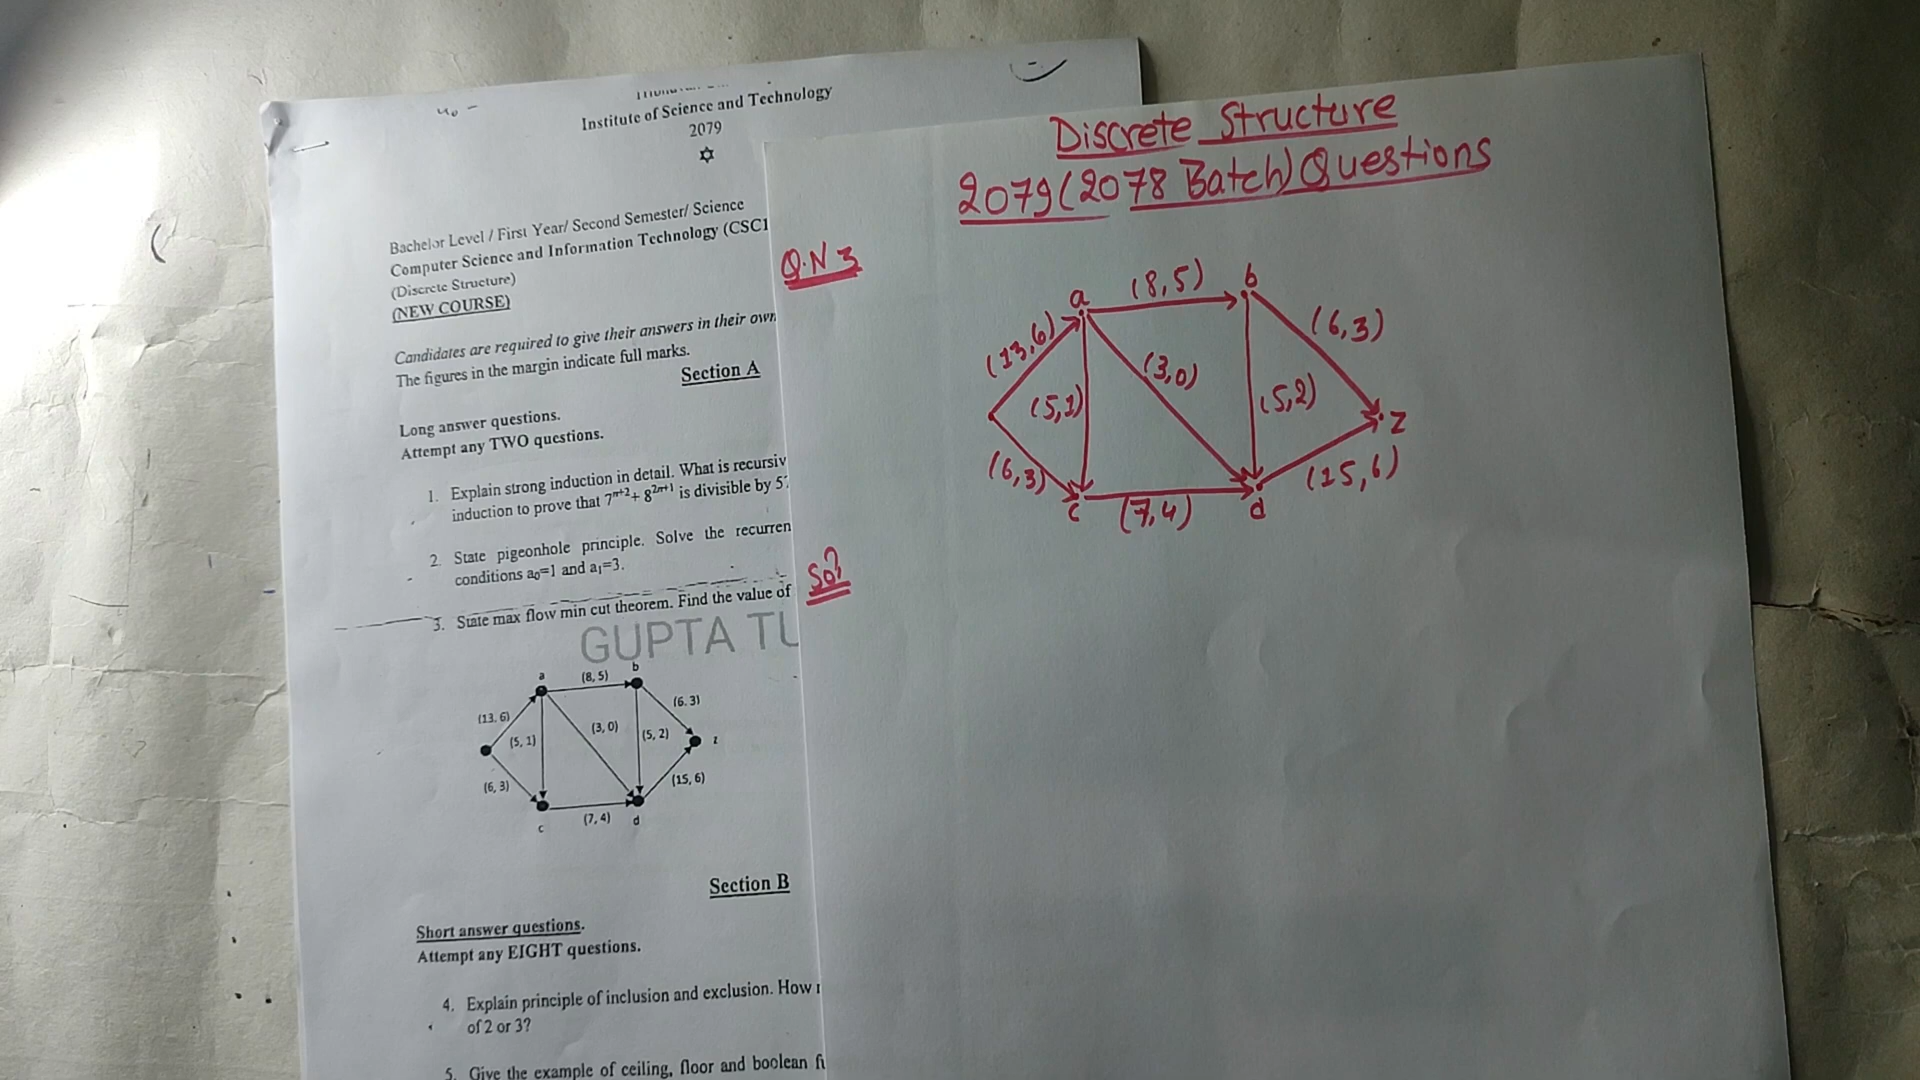 Institute of Science and Technology
2079
Bachelor Level / First Year/ Second Semester/ Science
Computer Science and Information Technology (CSC1
(Discrete Structure)
(NEW COURSE)
Candidates are required to give their answers in their own
The figures in the margin indicate full marks.
Section A
Long answer questions.
Attempt any TWO questions.
1. Explain strong induction in detail. What is recursiv
induction to prove that 7ⁿ⁺² + 8²ⁿ⁺¹ is divisible by 57
2. State pigeonhole principle. Solve the recurren
conditions a₀=1 and a₁=3.
3. State max flow min cut theorem. Find the value of
GUPTA TU
a
(8, 5)
b
(13, 6)
(6, 3)
(5, 1)
(3, 0)
(5, 2)
z
(6, 3)
(15, 6)
c
(7, 4)
d
Section B
Short answer questions.
Attempt any EIGHT questions.
4. Explain principle of inclusion and exclusion. How
of 2 or 3?
5. Give the example of ceiling, floor and boolean fu
Discrete Structure
2079 (2078 Batch) Questions
Q.N 3
a
(8,5)
b
(13,6)
(6,3)
(3,0)
(5,1)
(5,2)
z
(6,3)
(15,6)
c
(7,4)
d
Soln